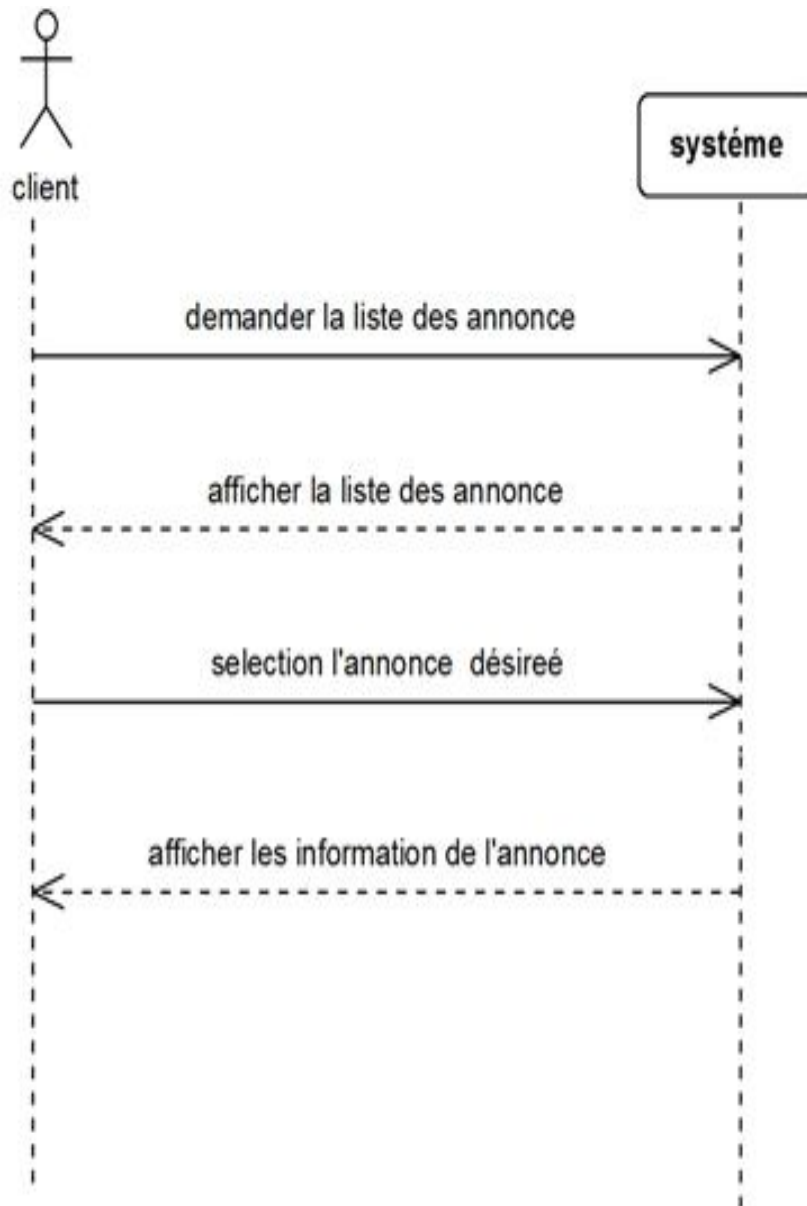 client
systéme
demander la liste des annonce
afficher la liste des annonce
selection l'annonce désireé
afficher les information de l'annonce